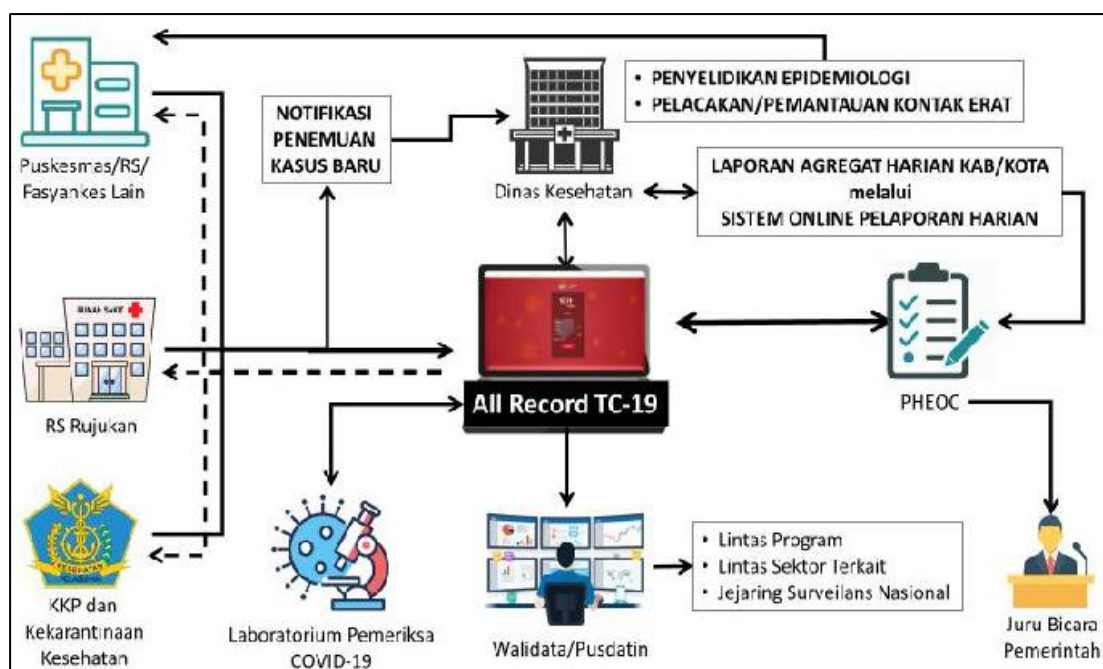 Puskesmas/RS/
Fasyankes Lain
NOTIFIKASI
PENEMUAN
KASUS BARU
Dinas Kesehatan
• PENYELIDIKAN EPIDEMIOLOGI
• PELACAKAN/PEMANTAUAN KONTAK ERAT
LAPORAN AGREGAT HARIAN KAB/KOTA
melalui
SISTEM ONLINE PELAPORAN HARIAN
RS Rujukan
All Record TC-19
PHEOC
KKP dan
Kekarantinaan
Kesehatan
Laboratorium Pemeriksa
COVID-19
Walidata/Pusdatin
• Lintas Program
• Lintas Sektor Terkait
• Jejaring Surveilans Nasional
Juru Bicara
Pemerintah